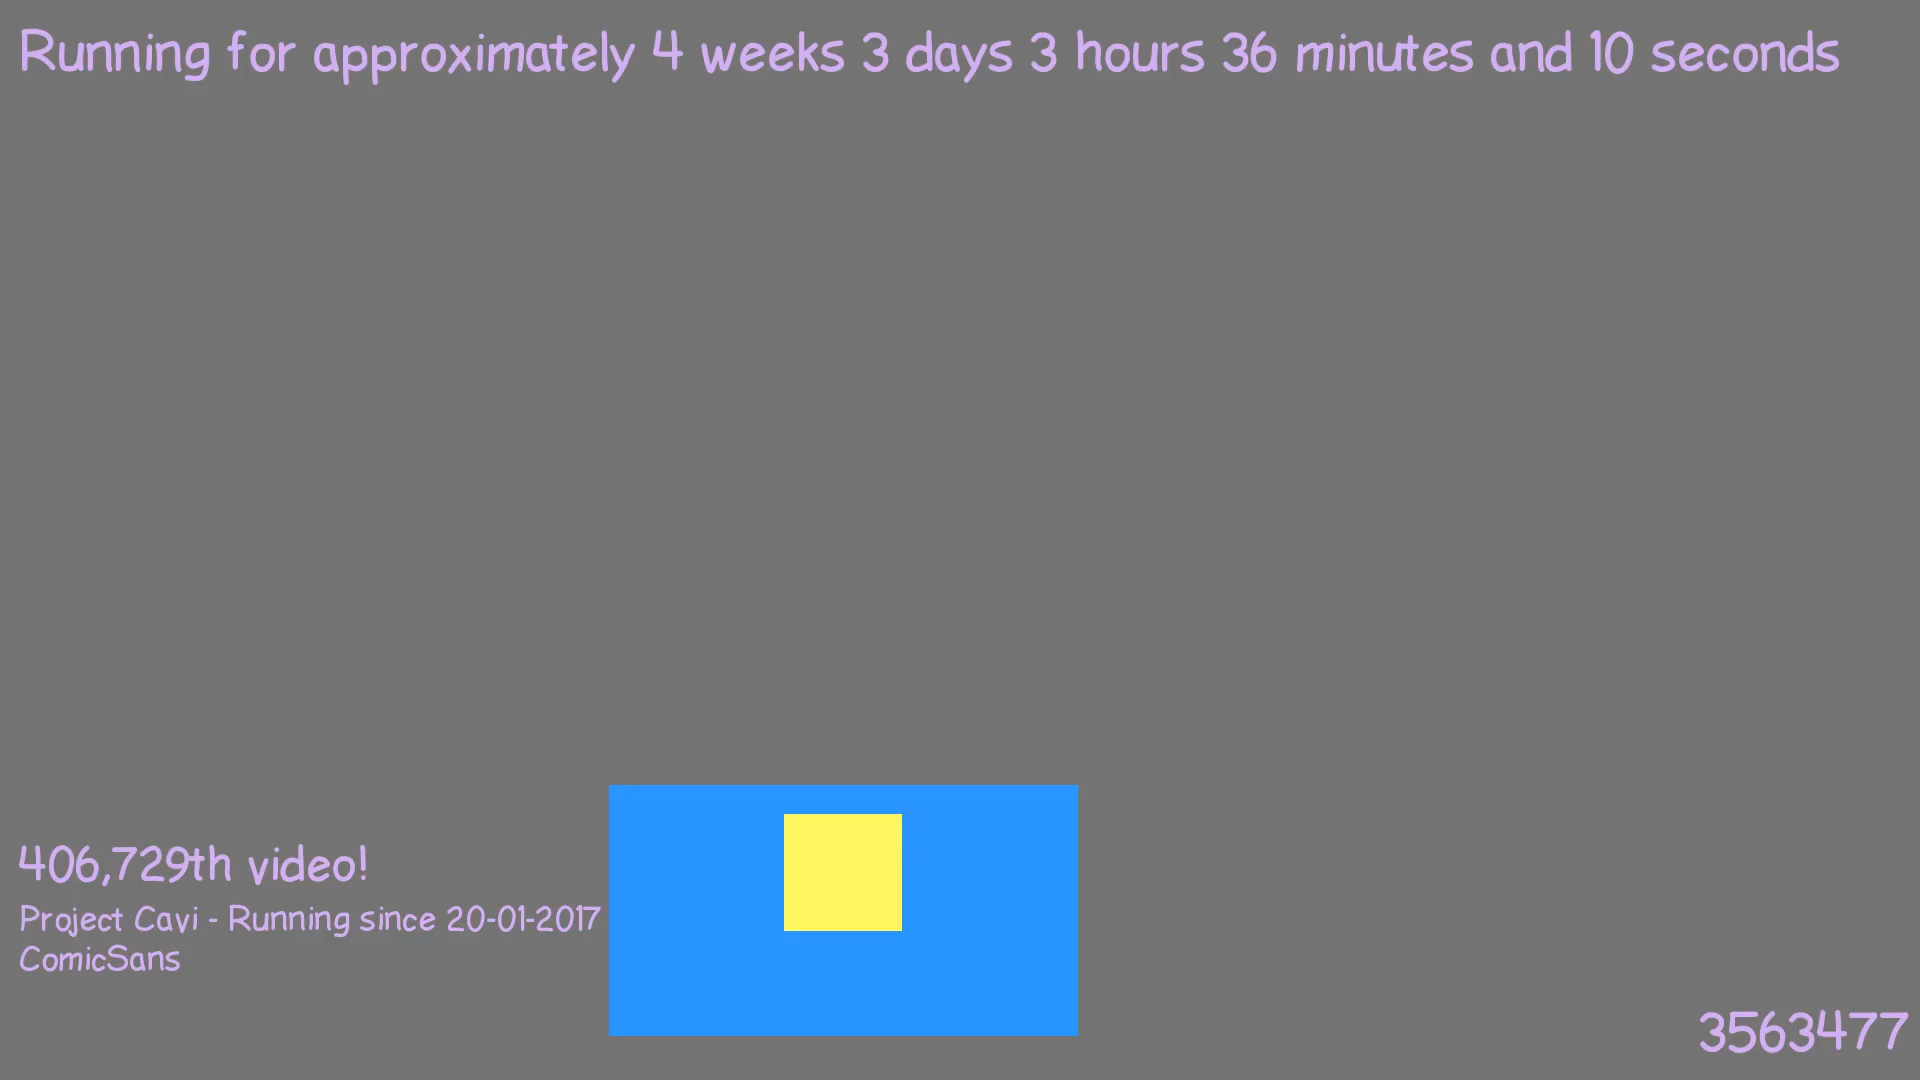 Running for approximately 4 weeks 3 days 3 hours 36 minutes and 10 seconds
406,729th video!
Project Cavi - Running since 20-01-2017
ComicSans
3563477